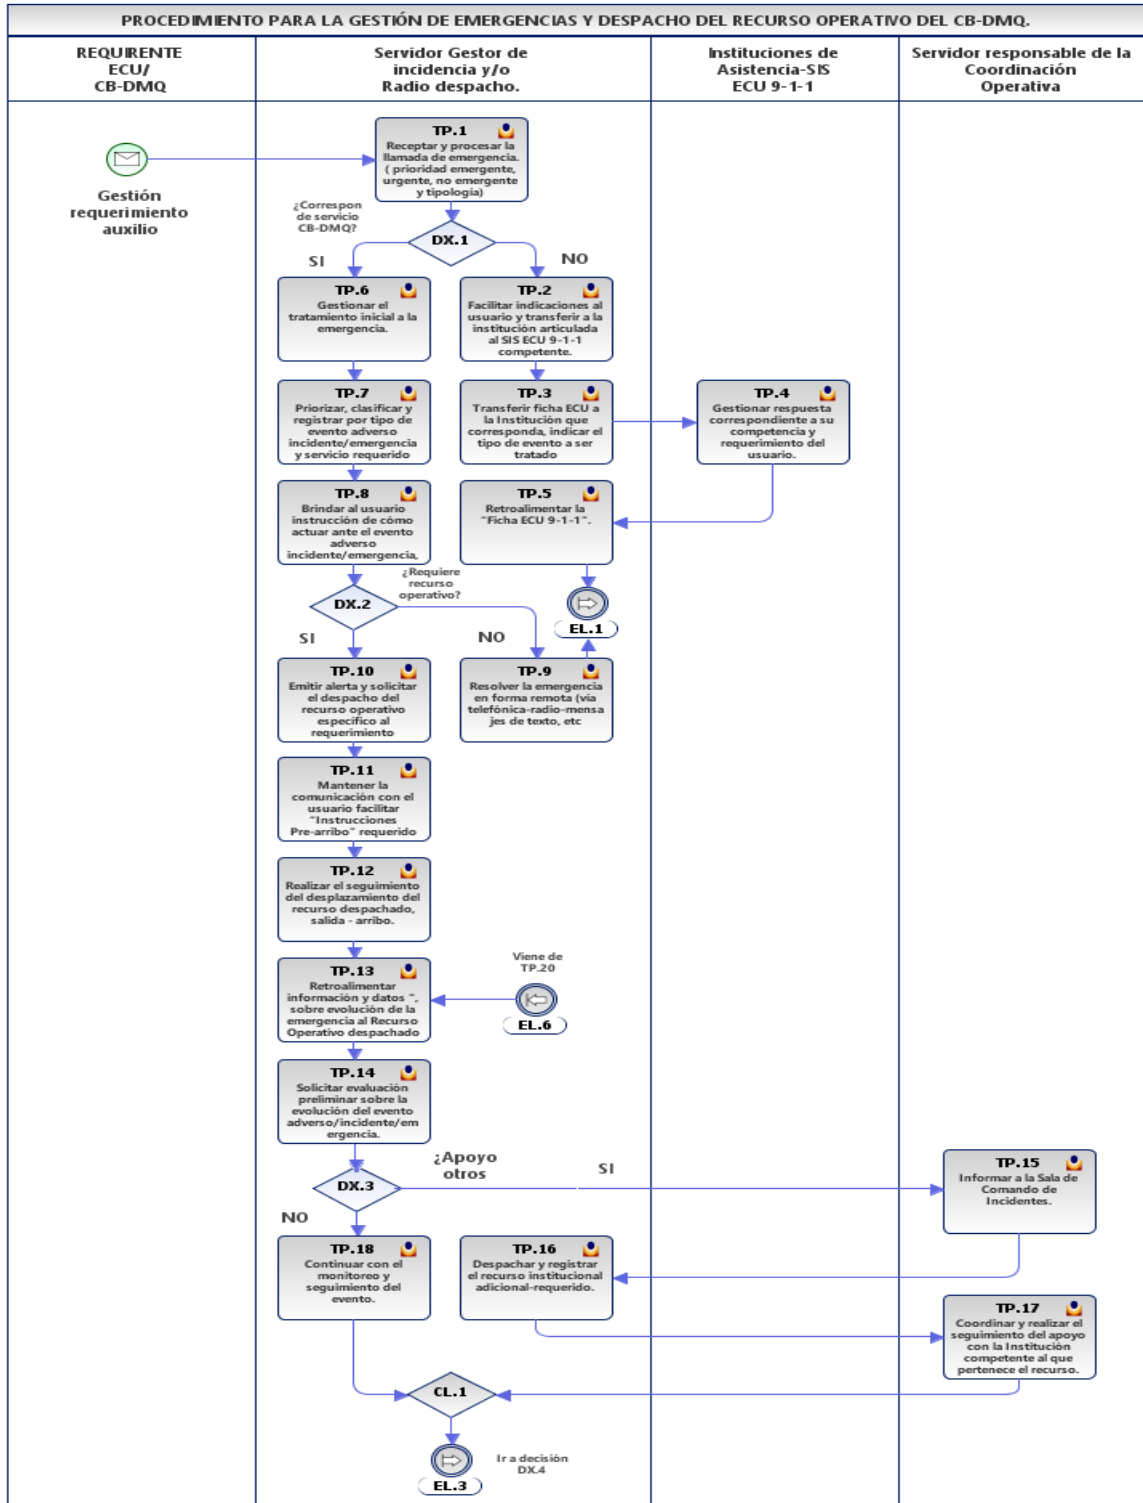 PROCEDIMIENTO PARA LA GESTIÓN DE EMERGENCIAS Y DESPACHO DEL RECURSO OPERATIVO DEL CB-DMQ.
REQUIRENTE
ECU/
CB-DMQ
Servidor Gestor de
incidencia y/o
Radio despacho.
Instituciones de
Asistencia-SIS
ECU 9-1-1
Servidor responsable de la
Coordinación
Operativa
Gestión
requerimiento
auxilio
TP.1
Receptar y procesar la
llamada de emergencia.
( prioridad emergente,
urgente, no emergente
y tipología)
¿Correspon
de servicio
CB-DMQ?
DX.1
SI
NO
TP.6
Gestionar el
tratamiento inicial a la
emergencia.
TP.2
Facilitar indicaciones al
usuario y transferir a la
institución articulada
al SIS ECU 9-1-1
competente.
TP.7
Priorizar, clasificar y
registrar por tipo de
evento adverso
incidente/emergencia
y servicio requerido
TP.3
Transferir ficha ECU a
la Institución que
corresponda, indicar el
tipo de evento a ser
tratado
TP.4
Gestionar respuesta
correspondiente a su
competencia y
requerimiento del
usuario.
TP.8
Brindar al usuario
instrucción de cómo
actuar ante el evento
adverso
incidente/emergencia,
TP.5
Retroalimentar la
"Ficha ECU 9-1-1".
¿Requiere
recurso
operativo?
DX.2
EL.1
SI
NO
TP.10
Emitir alerta y solicitar
el despacho del
recurso operativo
específico al
requerimiento
TP.9
Resolver la emergencia
en forma remota (vía
telefónica-radio-mensa
jes de texto, etc
TP.11
Mantener la
comunicación con el
usuario facilitar
"Instrucciones
Pre-arribo" requerido
TP.12
Realizar el seguimiento
del desplazamiento del
recurso despachado,
salida - arribo.
TP.13
Retroalimentar
información y datos ",
sobre evolución de la
emergencia al Recurso
Operativo despachado
Viene de
TP.20
EL.6
TP.14
Solicitar evaluación
preliminar sobre la
evolución del evento
adverso/incidente/em
ergencia.
¿Apoyo
otros
DX.3
SI
NO
TP.15
Informar a la Sala de
Comando de
Incidentes.
TP.18
Continuar con el
monitoreo y
seguimiento del
evento.
TP.16
Despachar y registrar
el recurso institucional
adicional-requerido.
TP.17
Coordinar y realizar el
seguimiento del apoyo
con la Institución
competente al que
pertenece el recurso.
CL.1
EL.3
Ir a decisión
DX.4